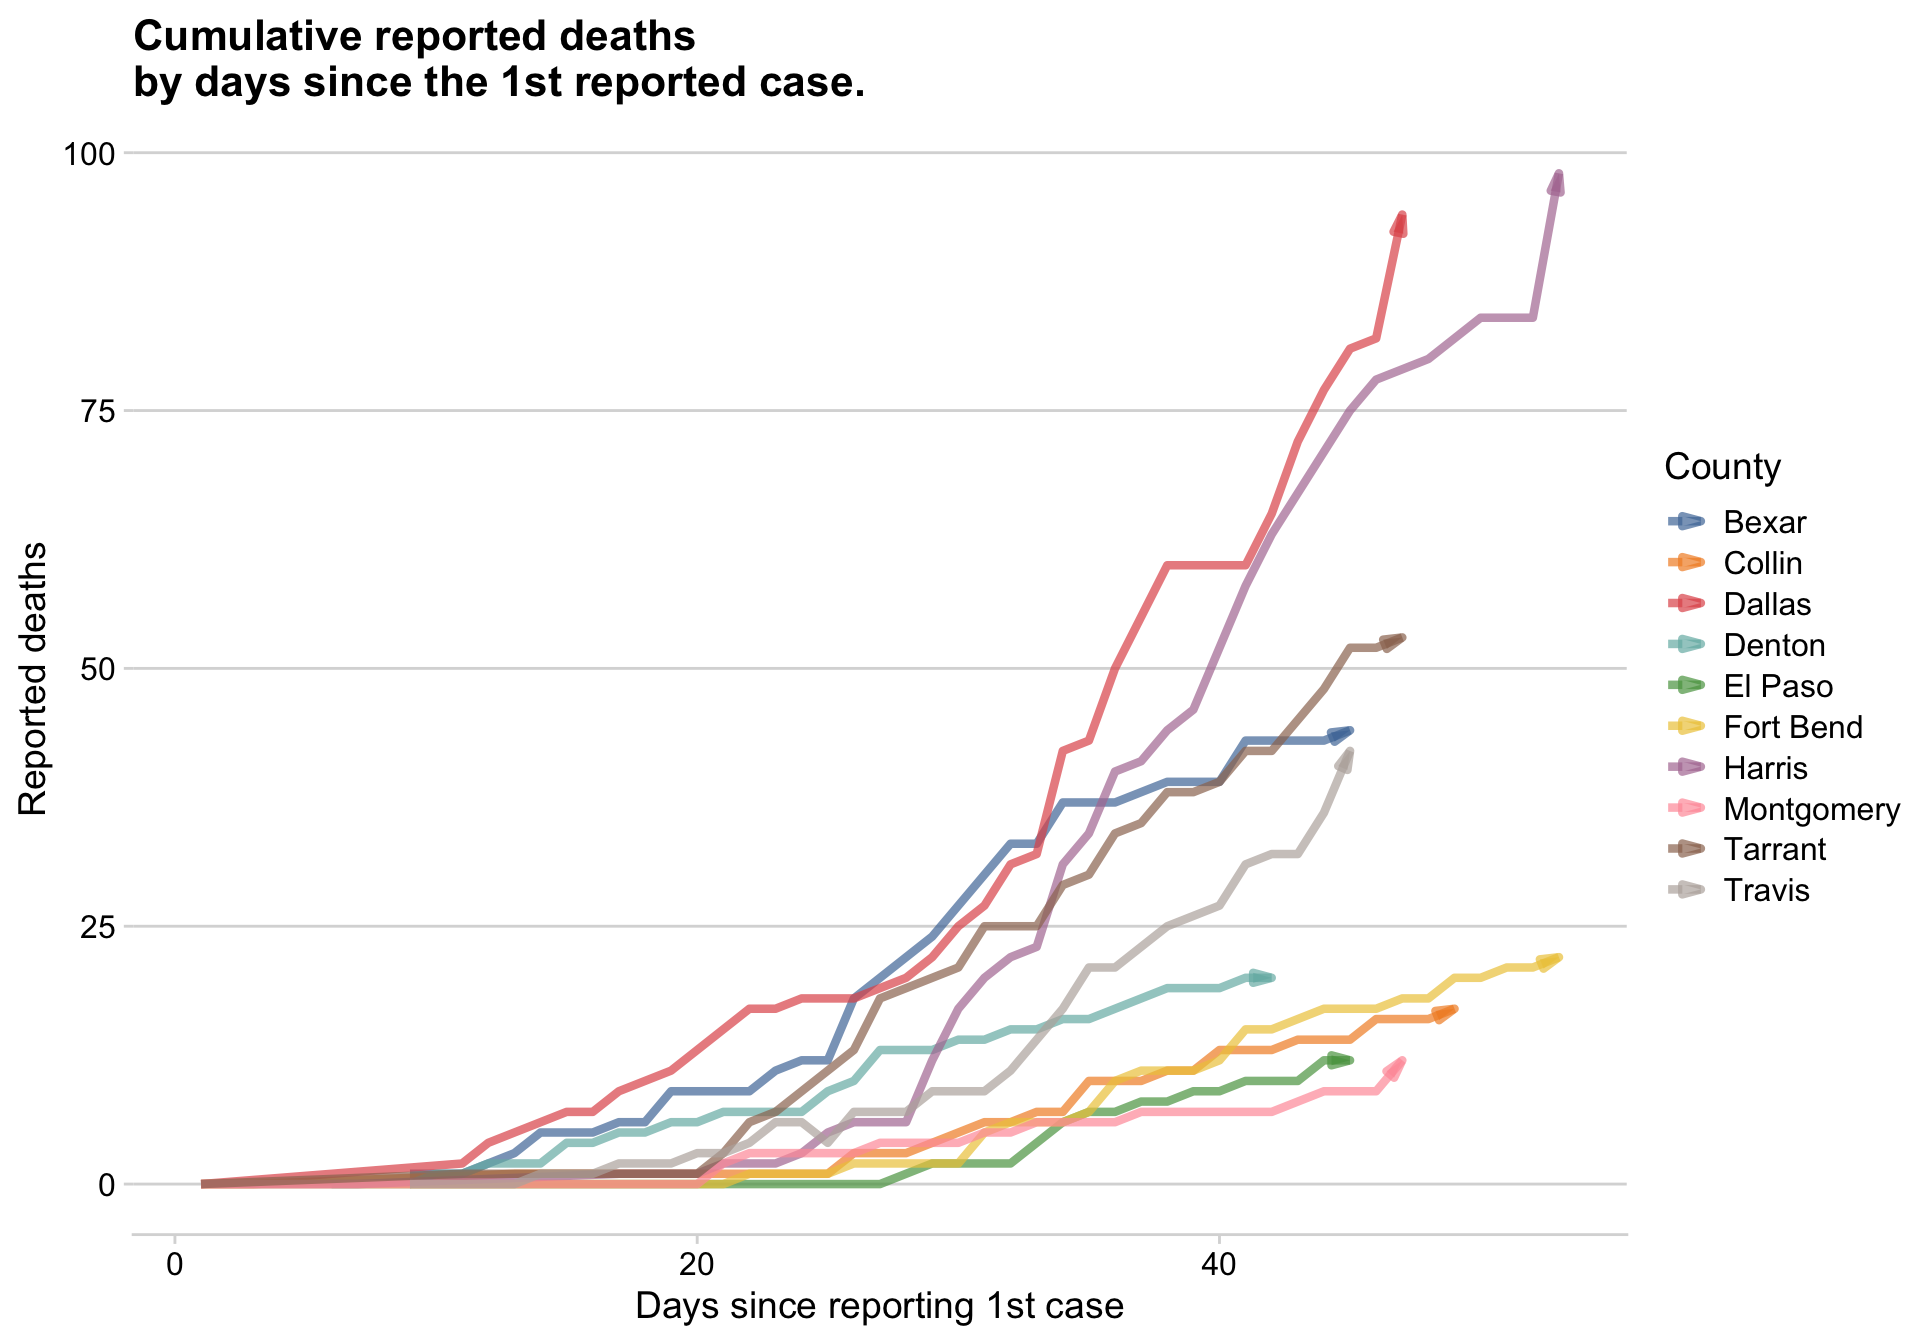 Cumulative reported deaths
by days since the 1st reported case.
100
75
50
25
0
Reported deaths
0 20 40
Days since reporting 1st case
County
Bexar
Collin
Dallas
Denton
El Paso
Fort Bend
Harris
Montgomery
Tarrant
Travis